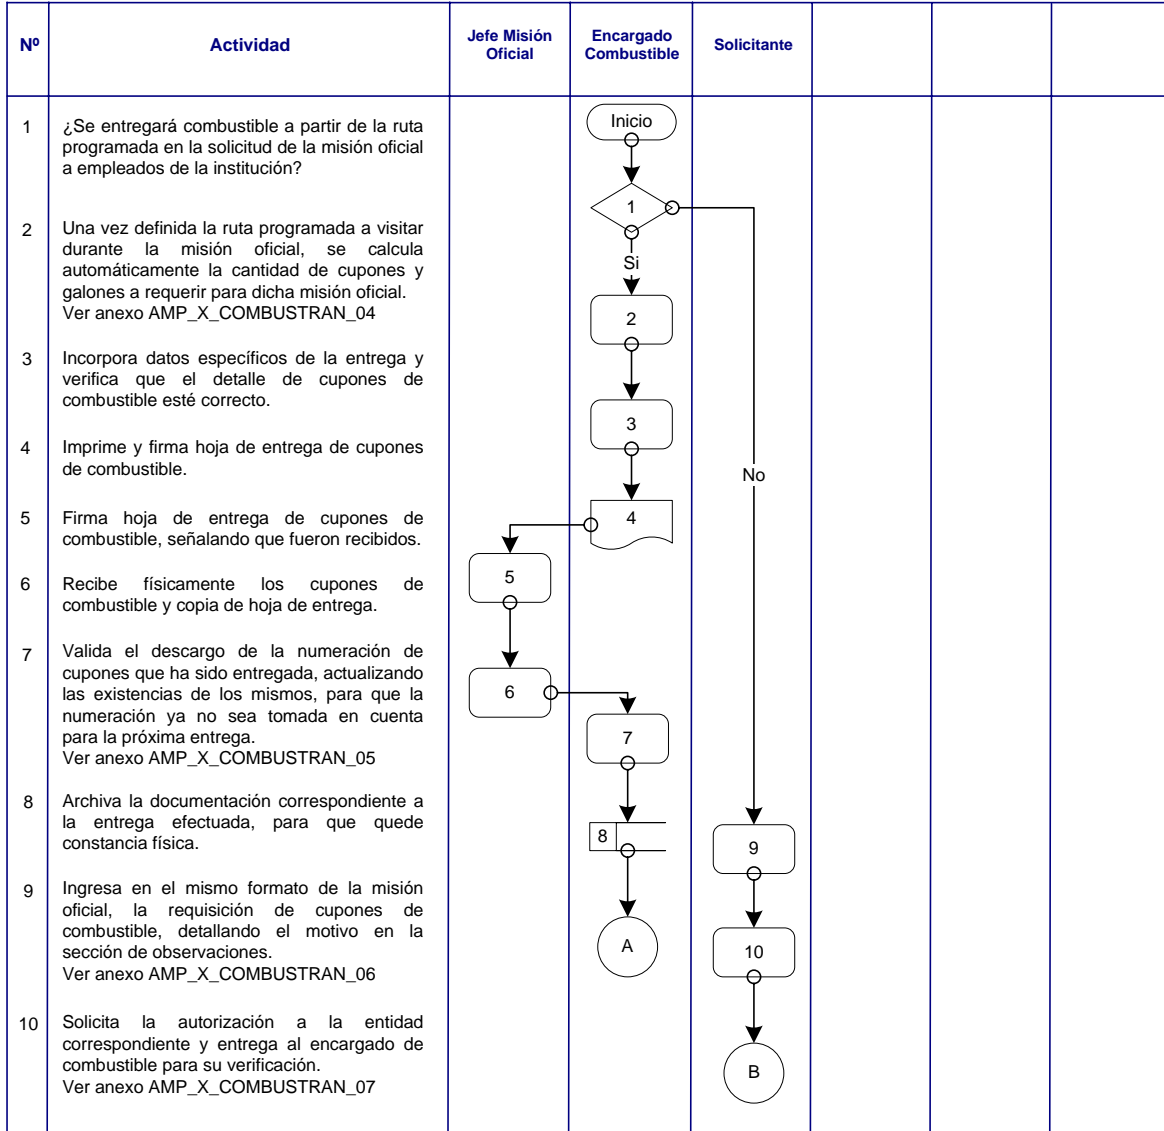 Nº
Actividad
Jefe Misión
Oficial
Encargado
Combustible
Solicitante
1
¿Se entregará combustible a partir de la ruta
programada en la solicitud de la misión oficial
a empleados de la institución?
2
Una vez definida la ruta programada a visitar
durante la misión oficial, se calcula
automáticamente la cantidad de cupones y
galones a requerir para dicha misión oficial.
Ver anexo AMP_X_COMBUSTRAN_04
3
Incorpora datos específicos de la entrega y
verifica que el detalle de cupones de
combustible esté correcto.
4
Imprime y firma hoja de entrega de cupones
de combustible.
5
Firma hoja de entrega de cupones de
combustible, señalando que fueron recibidos.
6
Recibe físicamente los cupones de
combustible y copia de hoja de entrega.
7
Valida el descargo de la numeración de
cupones que ha sido entregada, actualizando
las existencias de los mismos, para que la
numeración ya no sea tomada en cuenta
para la próxima entrega.
Ver anexo AMP_X_COMBUSTRAN_05
8
Archiva la documentación correspondiente a
la entrega efectuada, para que quede
constancia física.
9
Ingresa en el mismo formato de la misión
oficial, la requisición de cupones de
combustible, detallando el motivo en la
sección de observaciones.
Ver anexo AMP_X_COMBUSTRAN_06
10
Solicita la autorización a la entidad
correspondiente y entrega al encargado de
combustible para su verificación.
Ver anexo AMP_X_COMBUSTRAN_07
Inicio
1
Si
2
3
No
4
5
6
7
8
9
A
10
B